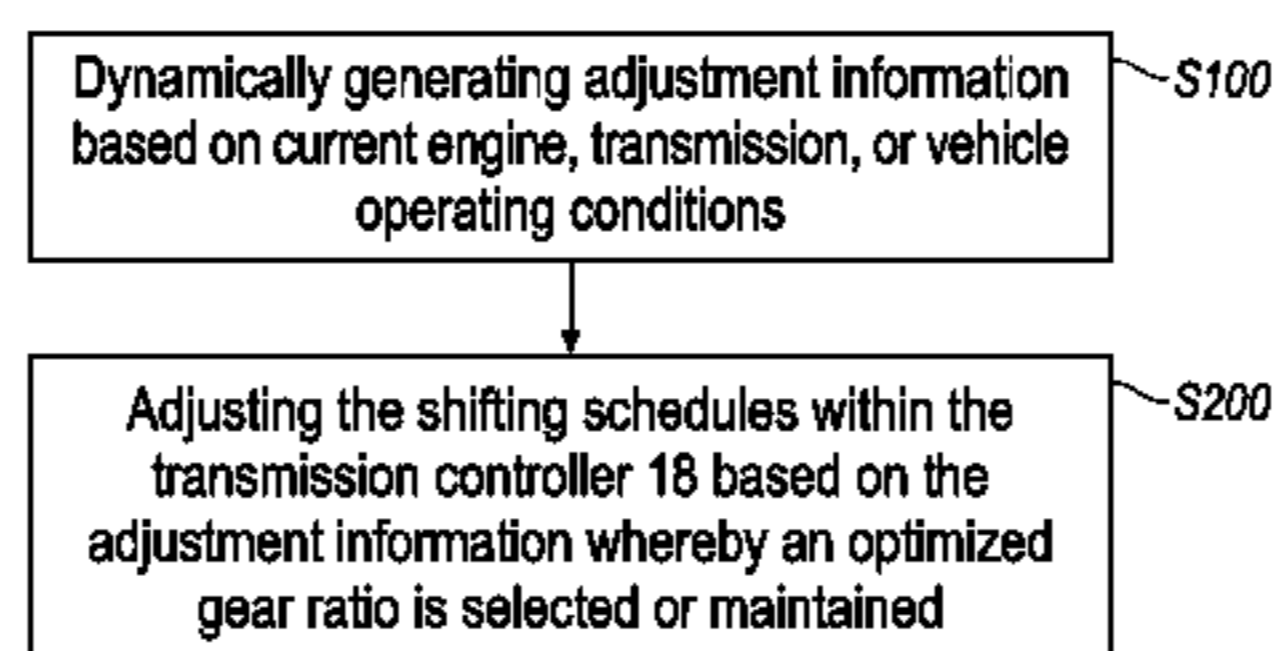 Dynamically generating adjustment information
S100
based on current engine, transmission, or vehicle
operating conditions
Adjusting the shifting schedules within the
S200
transmission controller 18 based on the
adjustment information whereby an optimized
gear ratio is selected or maintained